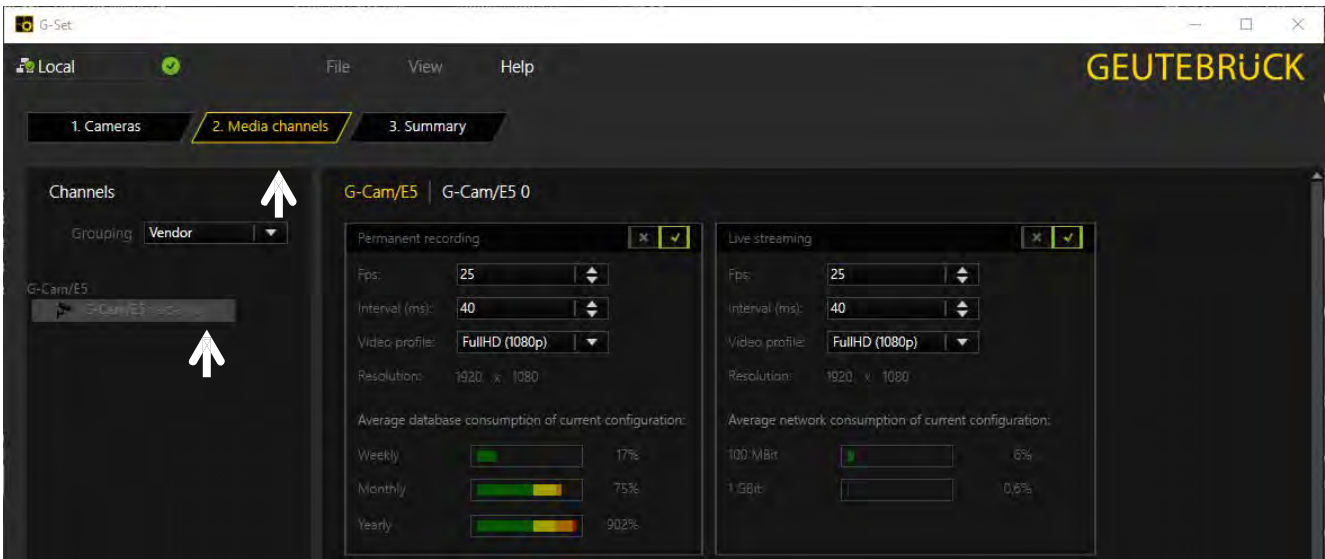 G-Set
Local File View Help GEUTEBRÜCK
1. Cameras 2. Media channels 3. Summary
Channels
Grouping Vendor
G-Cam/E5
G-Cam/E5
G-Cam/E5 G-Cam/E5 0
Permanent recording
Fps: 25
Interval (ms): 40
Video profile: FullHD (1080p)
Resolution: 1920 x 1080
Average database consumption of current configuration:
Weekly 17%
Monthly 75%
Yearly 902%
Live streaming
Fps: 25
Interval (ms): 40
Video profile: FullHD (1080p)
Resolution: 1920 x 1080
Average network consumption of current configuration:
100 MBit 6%
1 GBit 0,6%